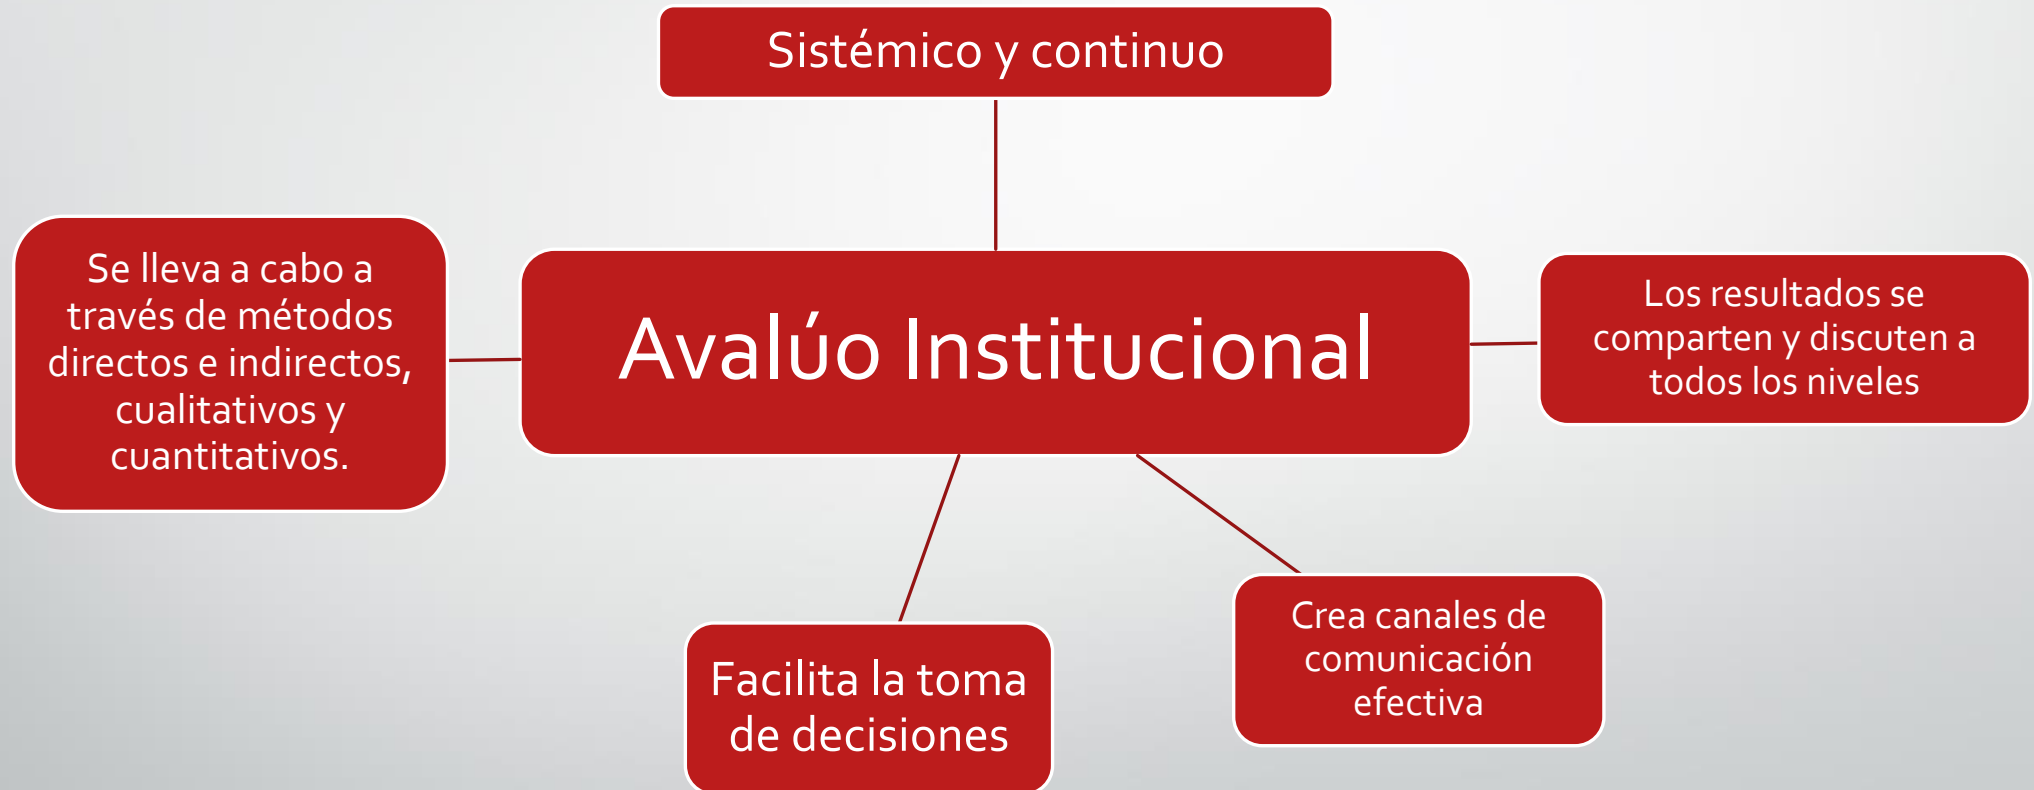 Sistémico y continuo
Se lleva a cabo a
través de métodos
directos e indirectos,
cualitativos y
cuantitativos.
Avalúo Institucional
Los resultados se
comparten y discuten a
todos los niveles
Facilita la toma
de decisiones
Crea canales de
comunicación
efectiva